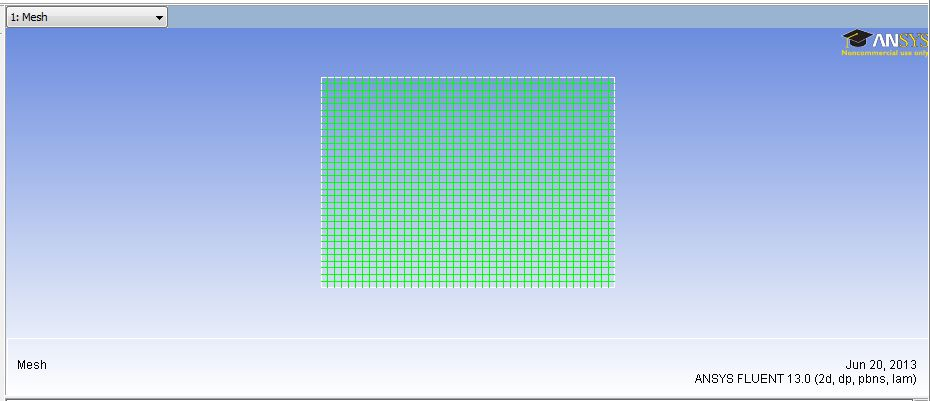 1: Mesh
ANSYS
Noncommercial use only
Mesh
Jun 20, 2013
ANSYS FLUENT 13.0 (2d, dp, pbns, lam)